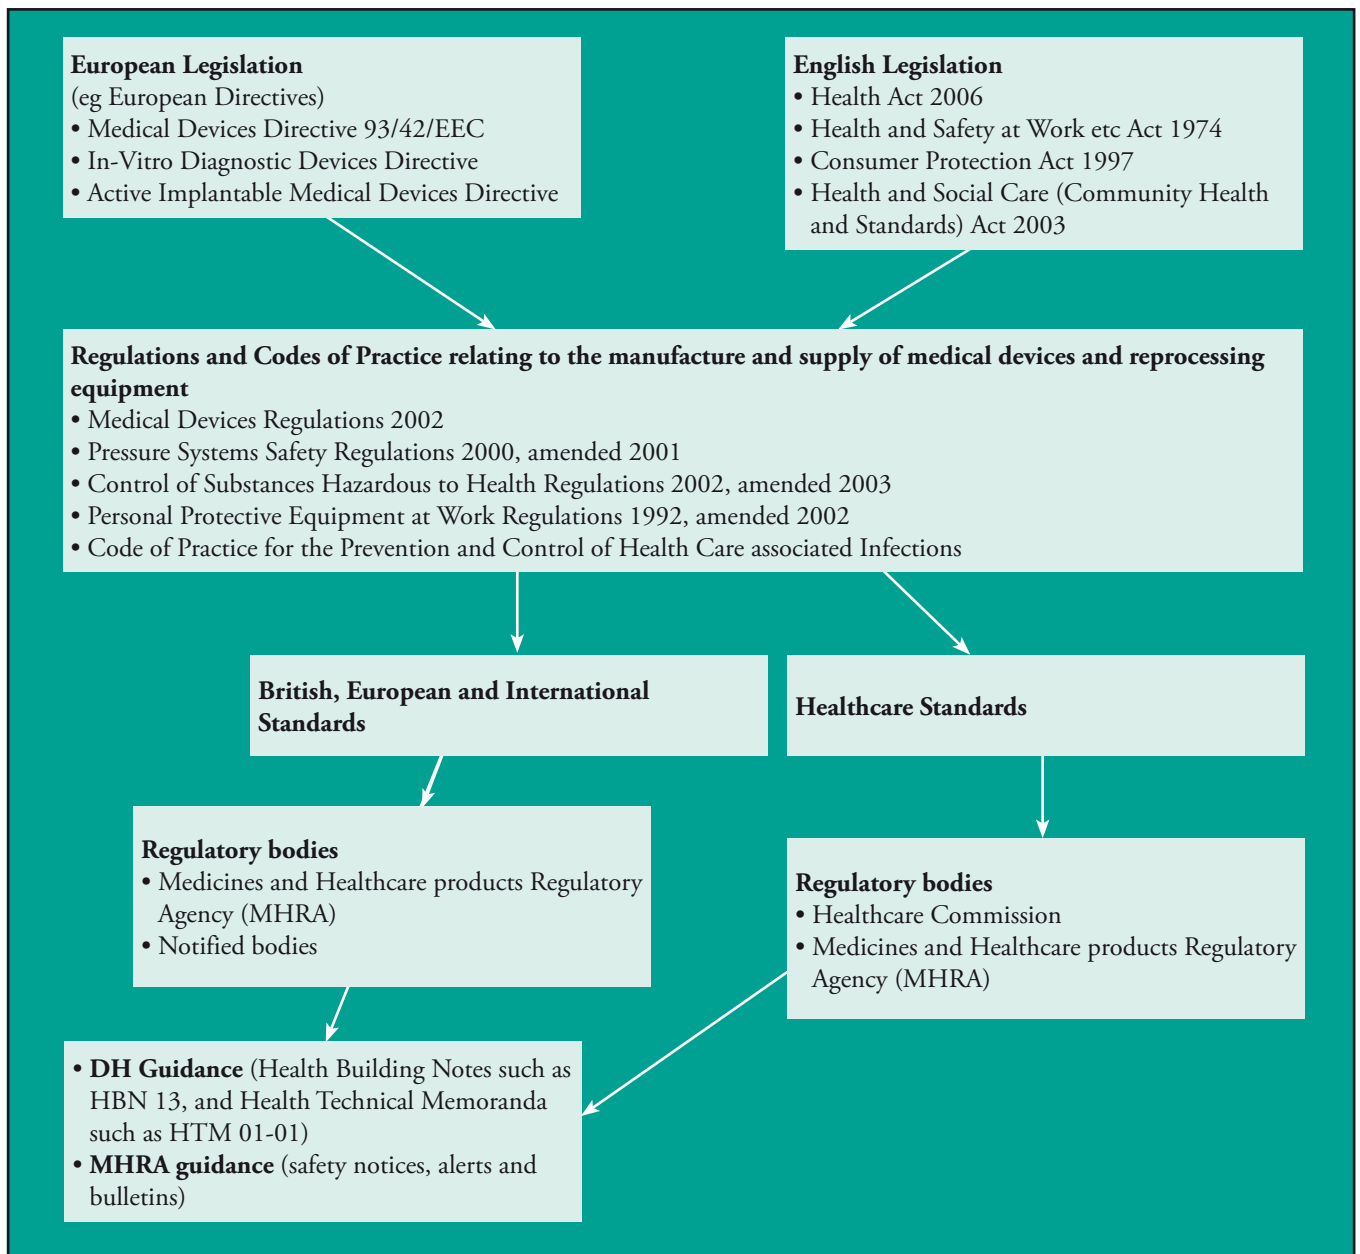 European Legislation
(eg European Directives)
• Medical Devices Directive 93/42/EEC
• In-Vitro Diagnostic Devices Directive
• Active Implantable Medical Devices Directive
English Legislation
• Health Act 2006
• Health and Safety at Work etc Act 1974
• Consumer Protection Act 1997
• Health and Social Care (Community Health
and Standards) Act 2003
Regulations and Codes of Practice relating to the manufacture and supply of medical devices and reprocessing
equipment
• Medical Devices Regulations 2002
• Pressure Systems Safety Regulations 2000, amended 2001
• Control of Substances Hazardous to Health Regulations 2002, amended 2003
• Personal Protective Equipment at Work Regulations 1992, amended 2002
• Code of Practice for the Prevention and Control of Health Care associated Infections
British, European and International
Standards
Healthcare Standards
Regulatory bodies
• Medicines and Healthcare products Regulatory
Agency (MHRA)
• Notified bodies
Regulatory bodies
• Healthcare Commission
• Medicines and Healthcare products Regulatory
Agency (MHRA)
• DH Guidance (Health Building Notes such as
HBN 13, and Health Technical Memoranda
such as HTM 01-01)
• MHRA guidance (safety notices, alerts and
bulletins)